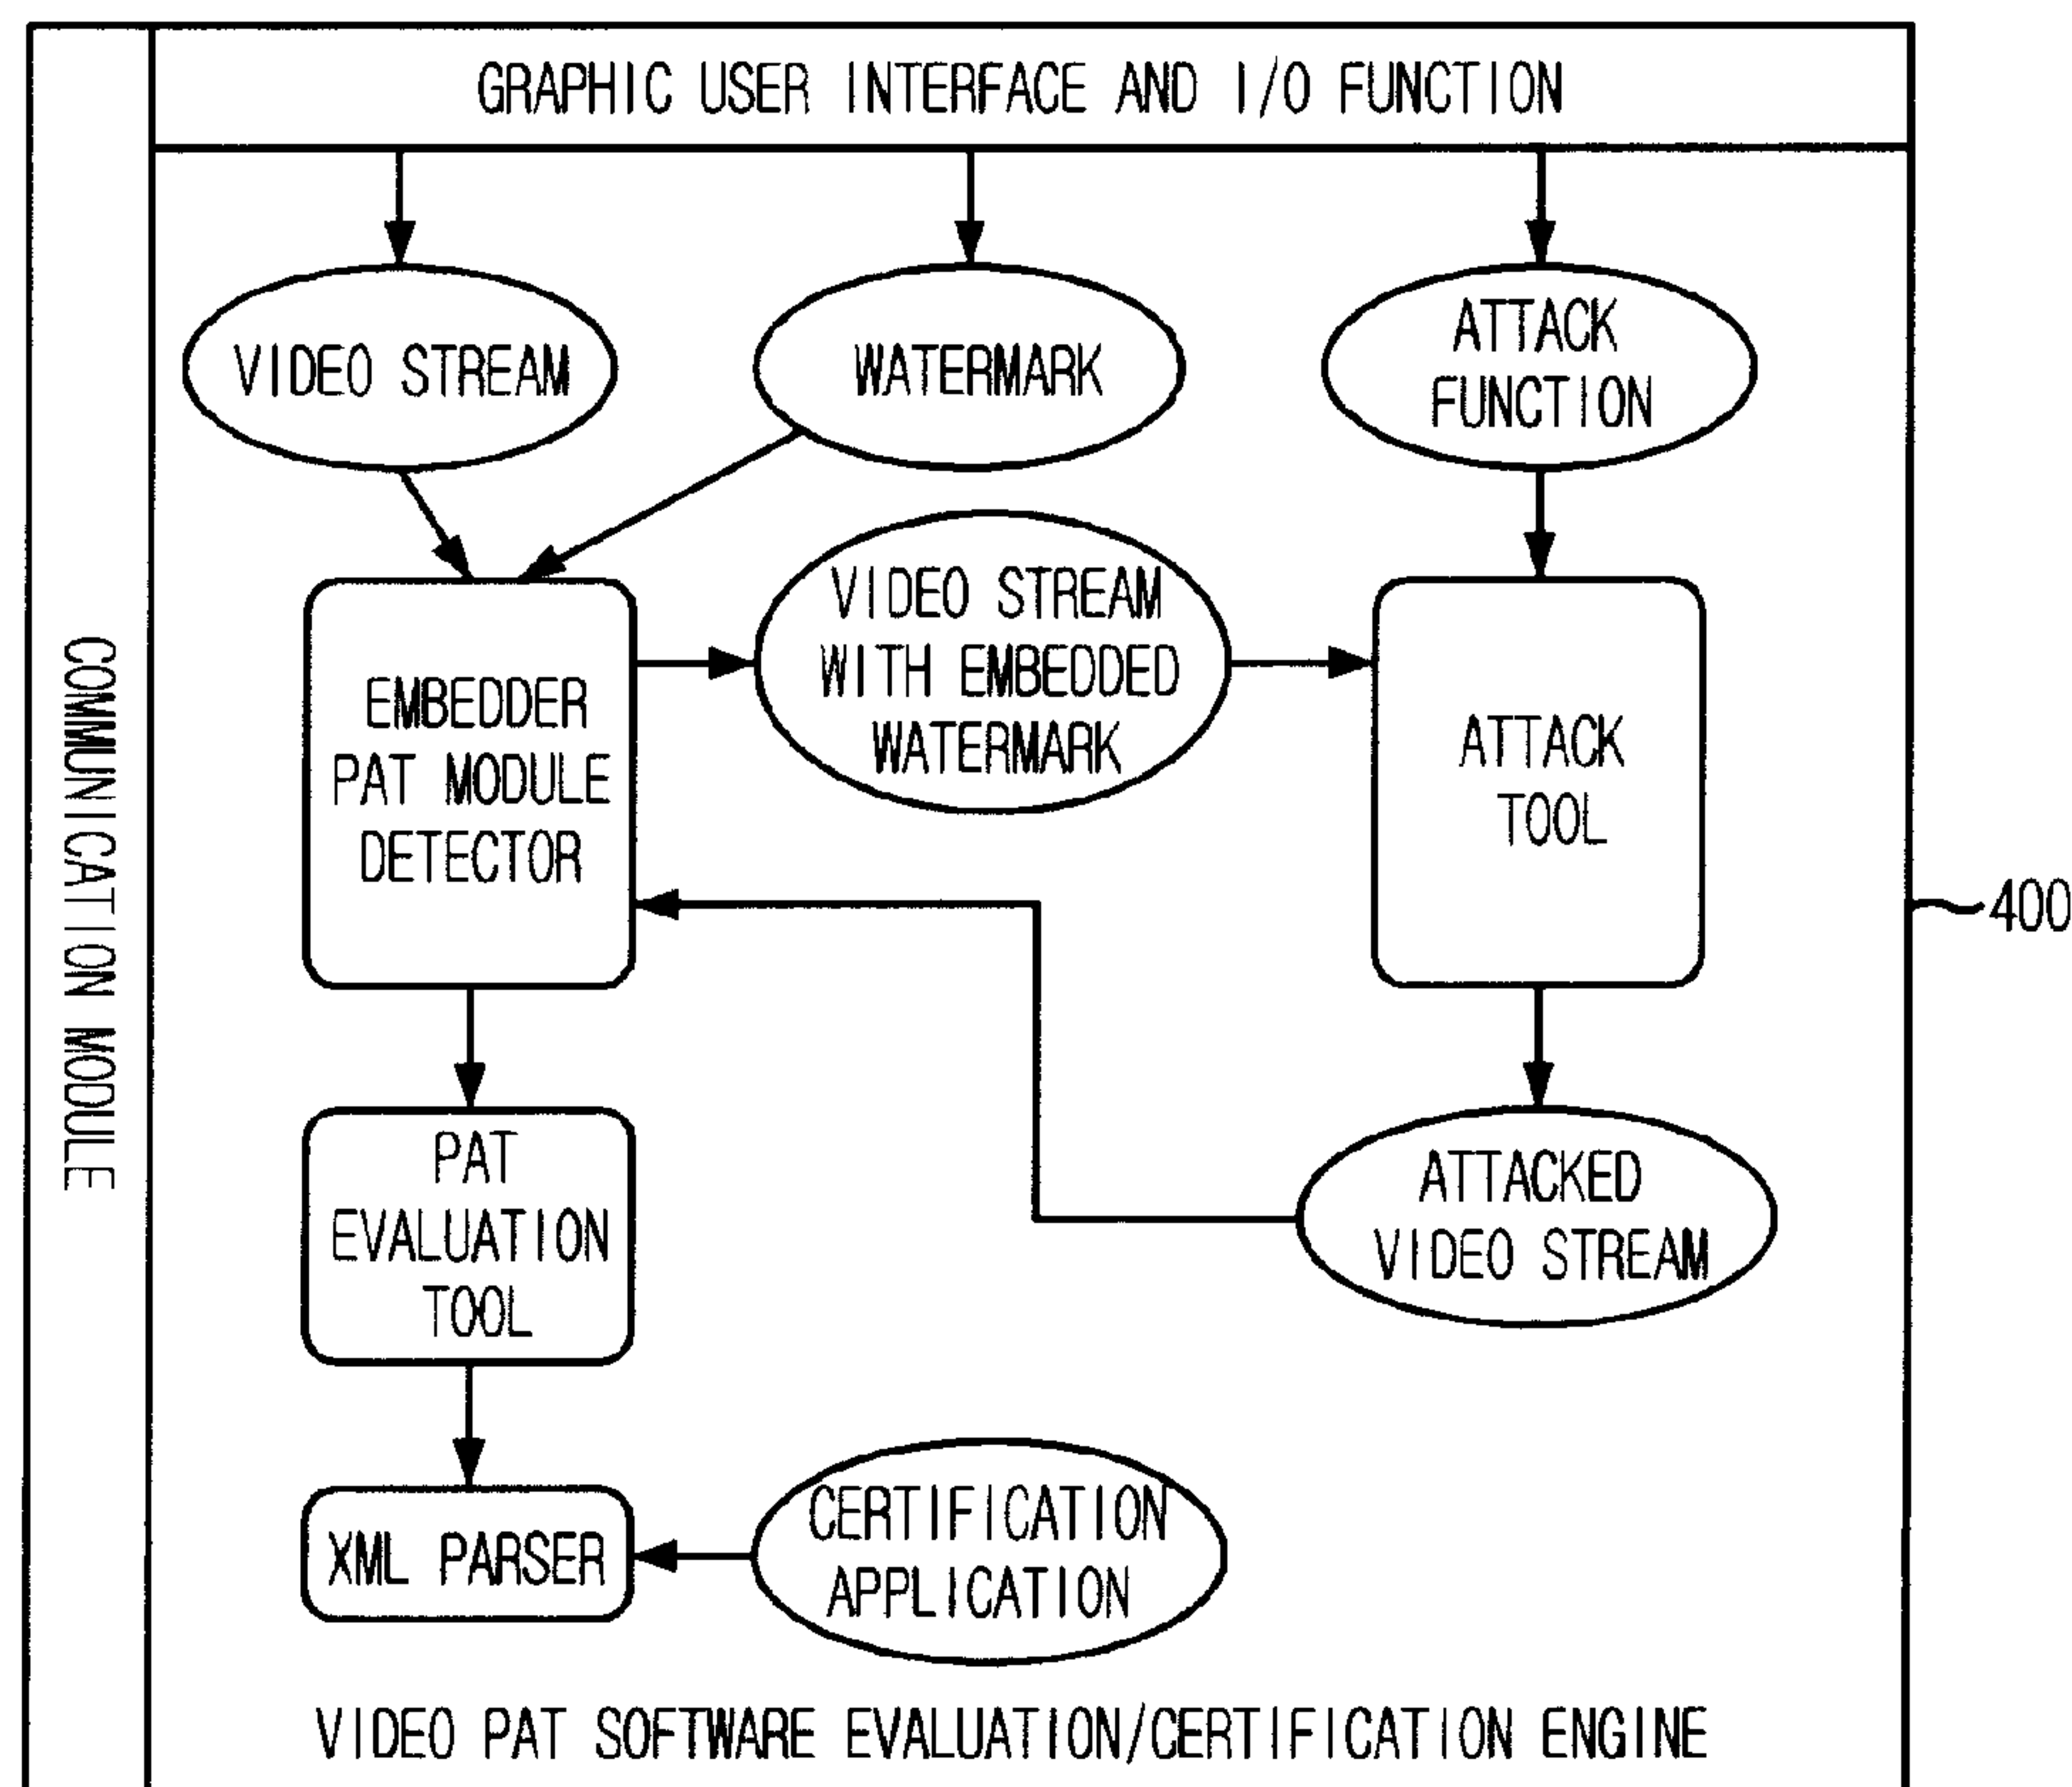 GRAPHIC USER INTERFACE AND I/O FUNCTION
VIDEO STREAM
WATERMARK
ATTACK
FUNCTION
VIDEO STREAM
WITH EMBEDDED
WATERMARK
EMBEDDER
PAT MODULE
DETECTOR
ATTACK
TOOL
COMMUNICATION MODULE
400
PAT
EVALUATION
TOOL
ATTACKED
VIDEO STREAM
XML PARSER
CERTIFICATION
APPLICATION
VIDEO PAT SOFTWARE EVALUATION/CERTIFICATION ENGINE